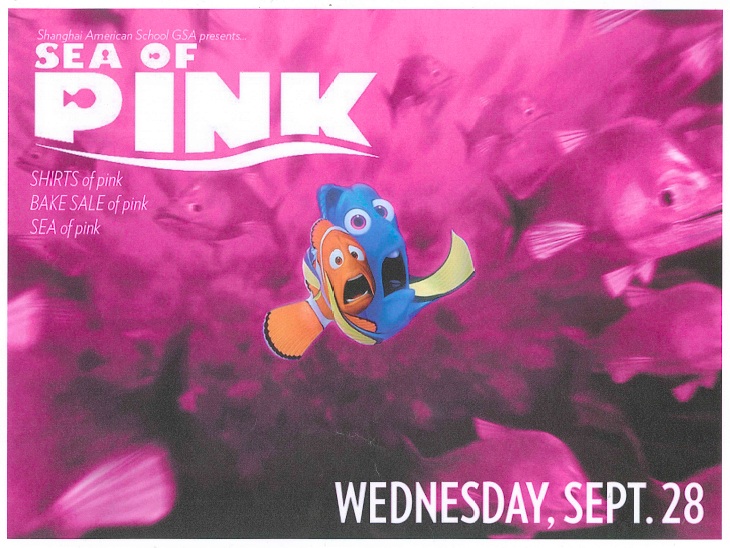 Shanghai American School GSA presents...
SEA OF
PINK
SHIRTS of pink
BAKE SALE of pink
SEA of pink
WEDNESDAY, SEPT. 28